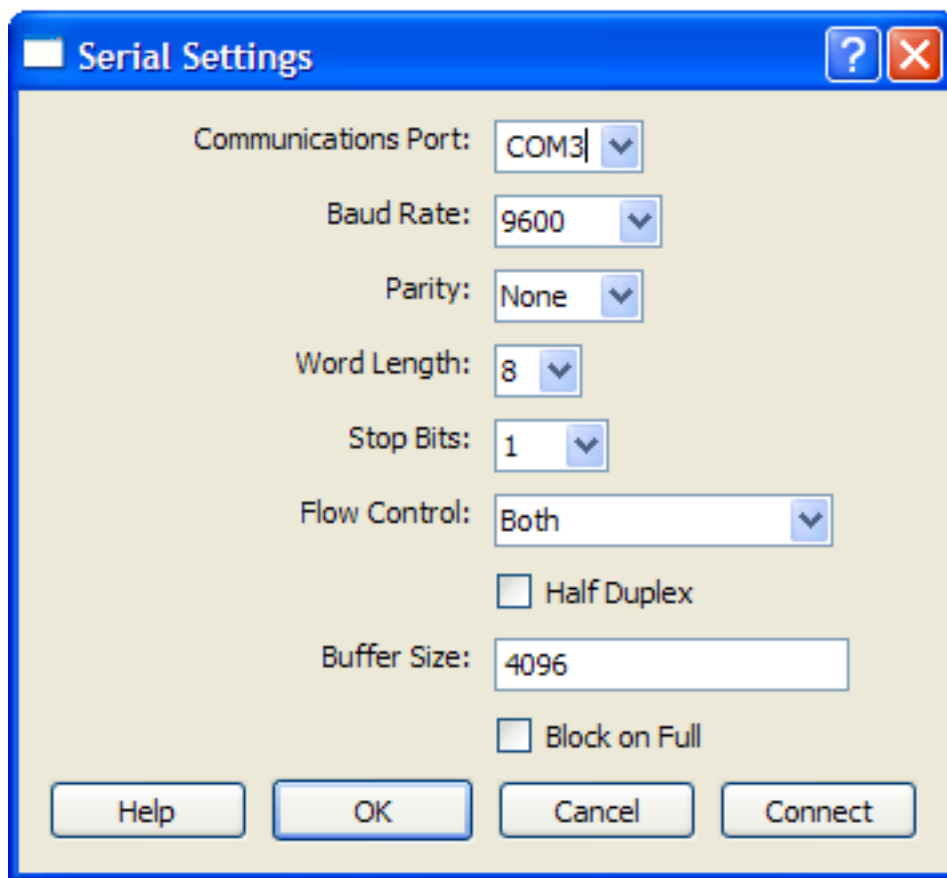 Serial Settings
Communications Port: COM3
Baud Rate: 9600
Parity: None
Word Length: 8
Stop Bits: 1
Flow Control: Both
Half Duplex
Buffer Size: 4096
Block on Full
Help OK Cancel Connect